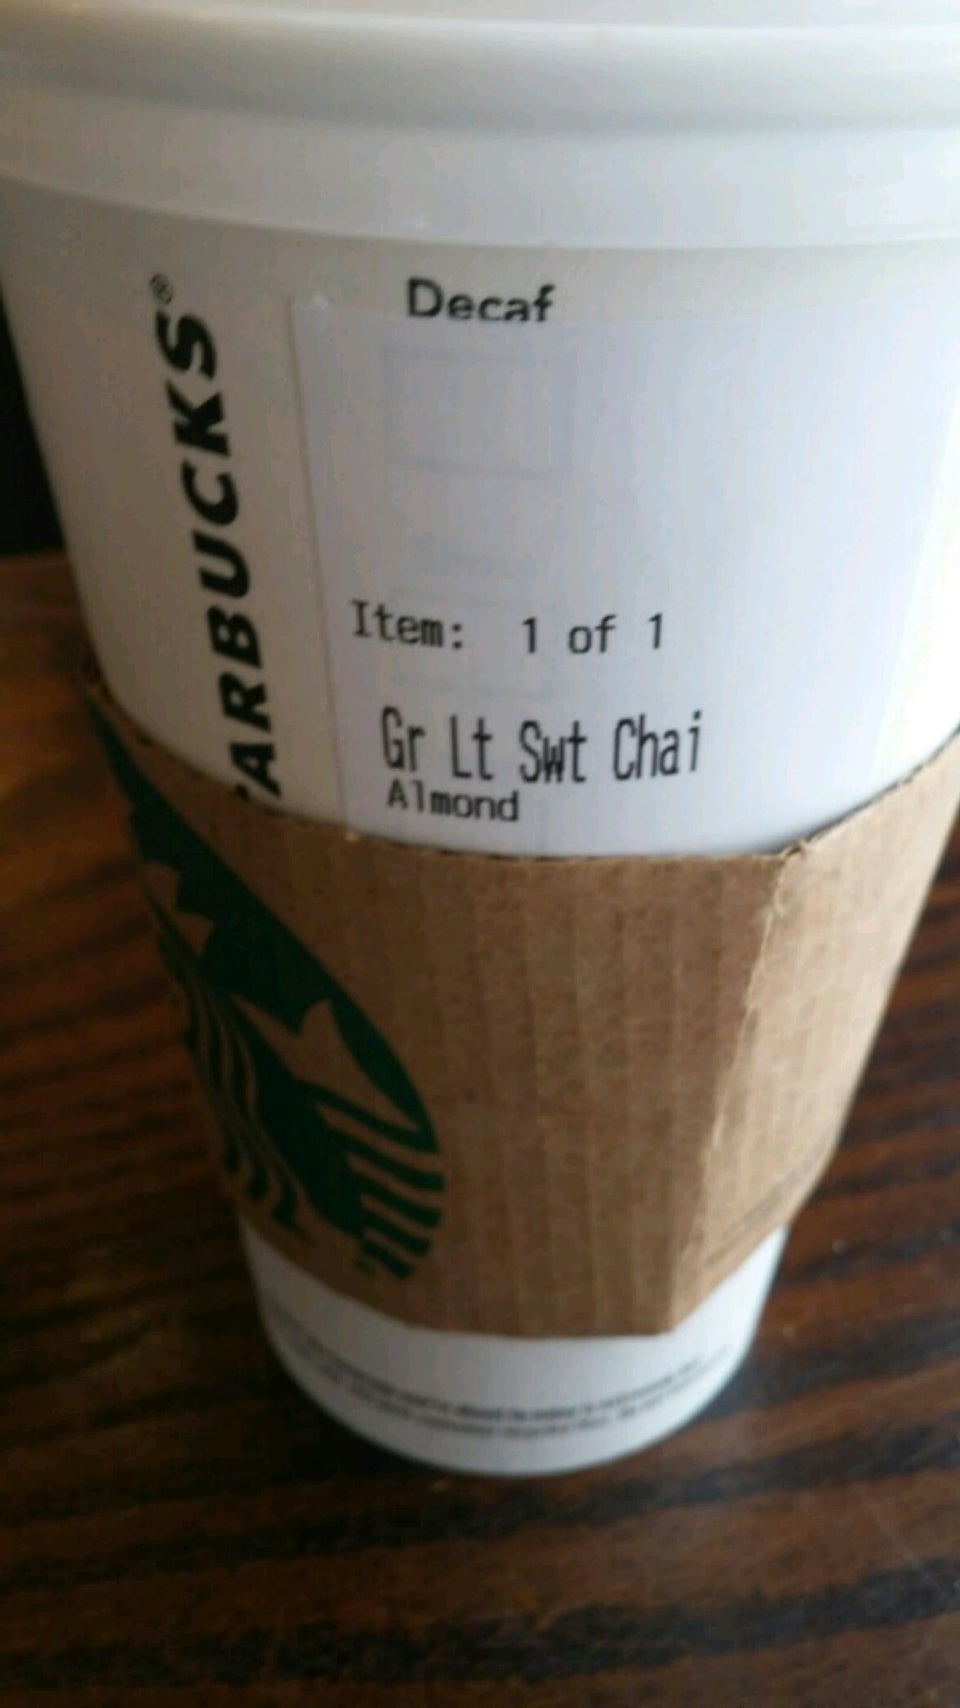 STARBUCKS®
Decaf
Item: 1 of 1
Gr Lt Swt Chai
Almond